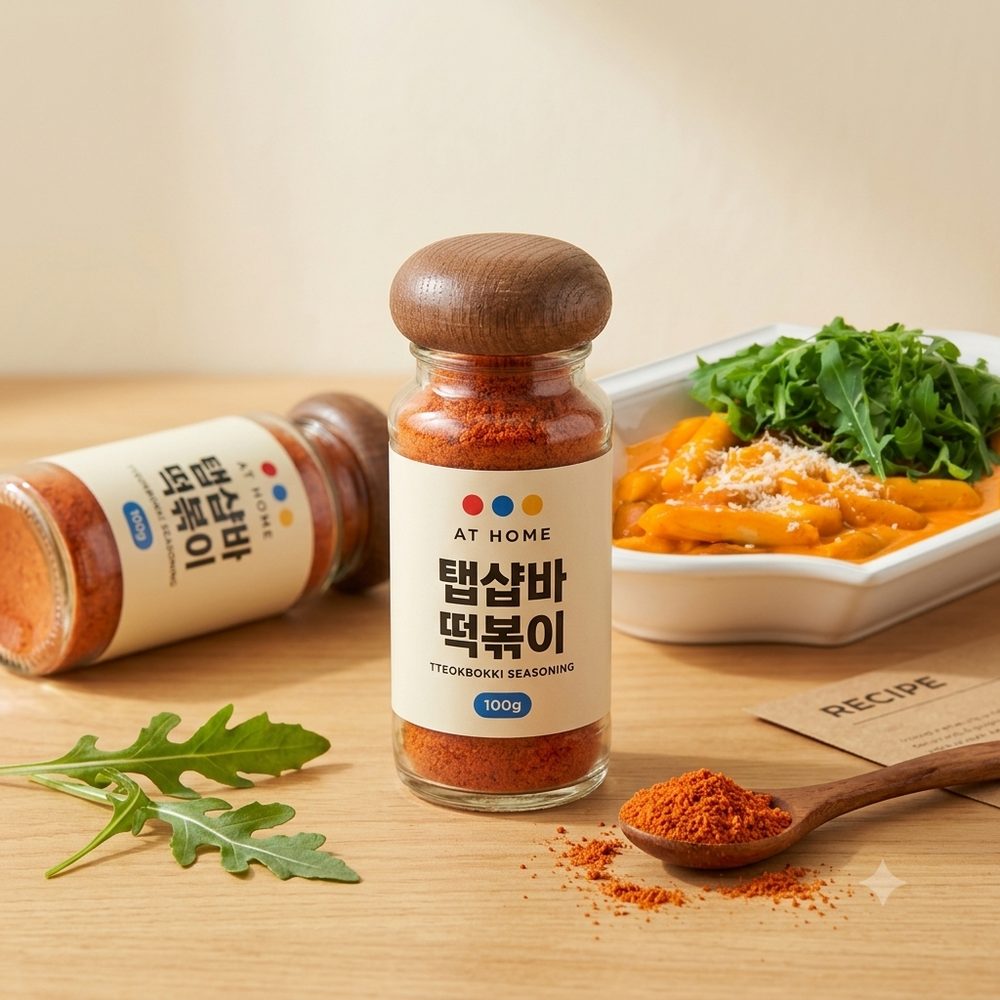 AT HOME
탭샵바
떡볶이
TTEOKBOKKI SEASONING
100g
AT HOME
탭샵바
떡볶이
TTEOKBOKKI SEASONING
100g
RECIPE